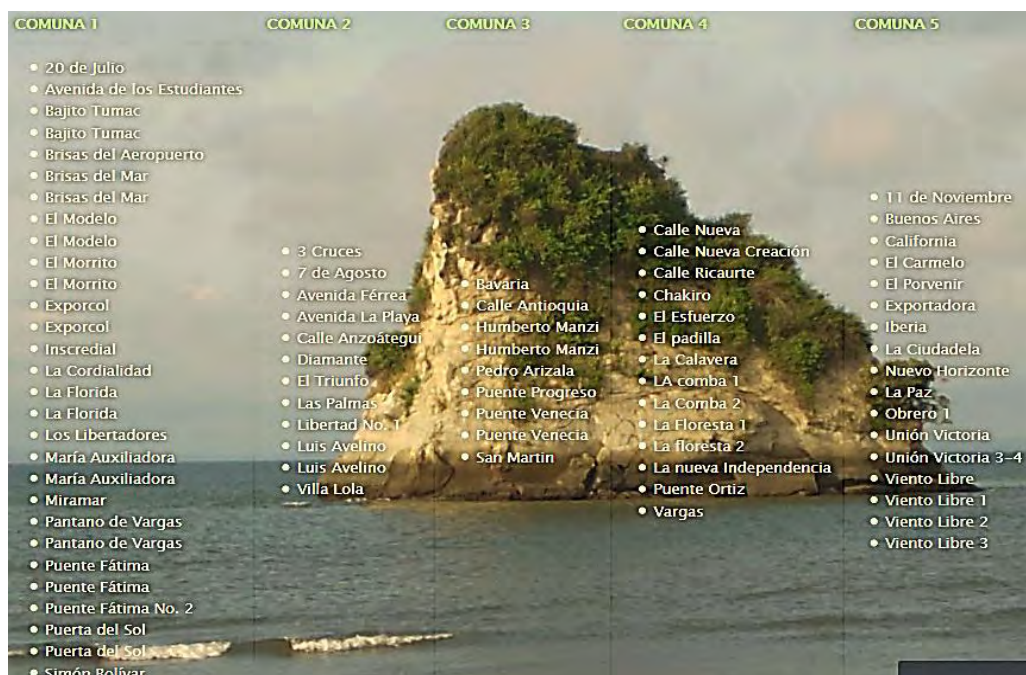 COMUNA 1
20 de Julio
Avenida de los Estudiantes
Bajito Tumac
Bajito Tumac
Brisas del Aeropuerto
Brisas del Mar
Brisas del Mar
El Modelo
El Modelo
El Morrito
El Morrito
Exporcol
Exporcol
Inscredial
La Cordialidad
La Florida
La Florida
Los Libertadores
María Auxiliadora
María Auxiliadora
Miramar
Pantano de Vargas
Pantano de Vargas
Puente Fátima
Puente Fátima
Puente Fátima No. 2
Puerta del Sol
Puerta del Sol
Simón Bolívar
COMUNA 2
3 Cruces
7 de Agosto
Avenida Férrea
Avenida La Playa
Calle Anzoátegui
Diamante
El Triunfo
Las Palmas
Libertad No. 1
Luis Avelino
Luis Avelino
Villa Lola
COMUNA 3
Bavaria
Calle Antioquia
Humberto Manzi
Humberto Manzi
Pedro Arizala
Puente Progreso
Puente Venecia
Puente Venecia
San Martin
COMUNA 4
Calle Nueva
Calle Nueva Creación
Calle Ricaurte
Chakiro
El Esfuerzo
El padilla
La Calavera
LA comba 1
La Comba 2
La Floresta 1
La floresta 2
La nueva Independencia
Puente Ortiz
Vargas
COMUNA 5
11 de Noviembre
Buenos Aires
California
El Carmelo
El Porvenir
Exportadora
Iberia
La Ciudadela
Nuevo Horizonte
La Paz
Obrero 1
Unión Victoria
Unión Victoria 3-4
Viento Libre
Viento Libre 1
Viento Libre 2
Viento Libre 3